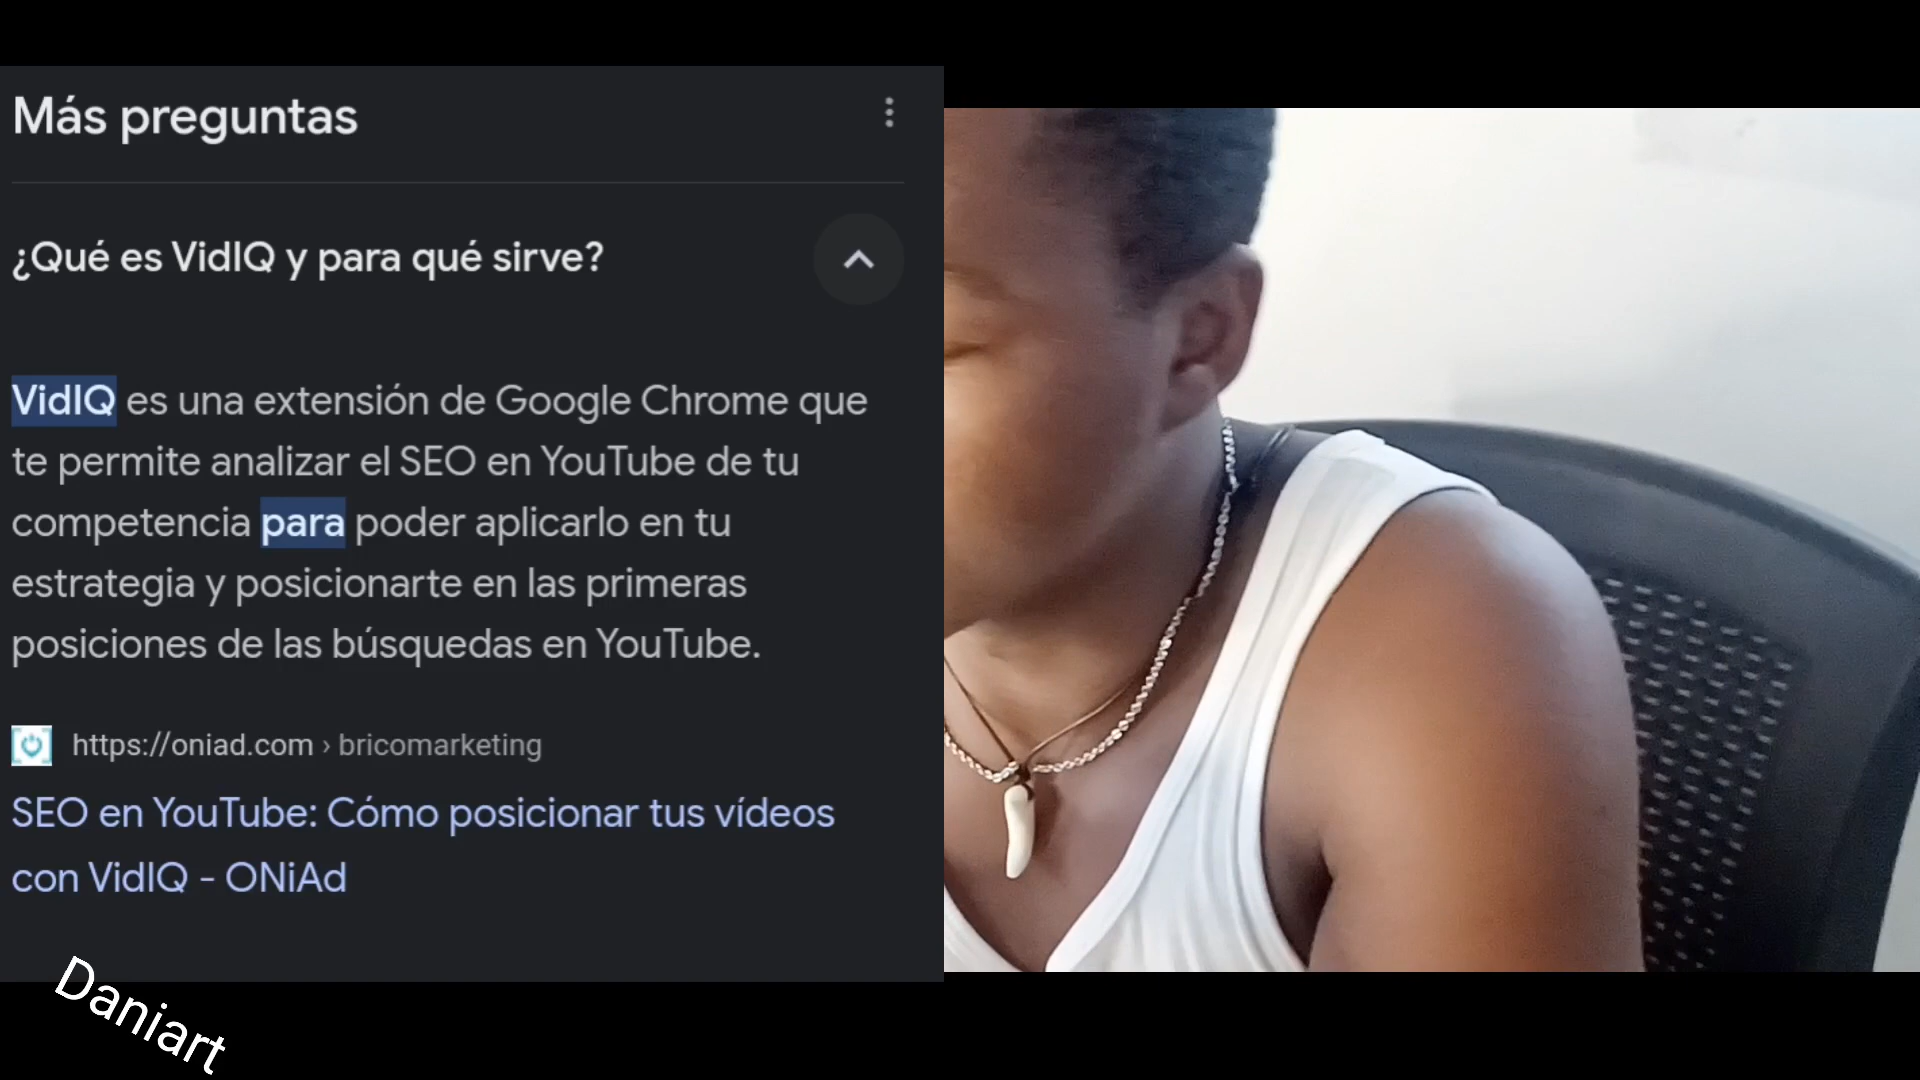 Más preguntas
¿Qué es VidIQ y para qué sirve?
VidIQ es una extensión de Google Chrome que
te permite analizar el SEO en YouTube de tu
competencia para poder aplicarlo en tu
estrategia y posicionarte en las primeras
posiciones de las búsquedas en YouTube.
https://oniad.com › bricomarketing
SEO en YouTube: Cómo posicionar tus vídeos
con VidIQ - ONiAd
Daniart